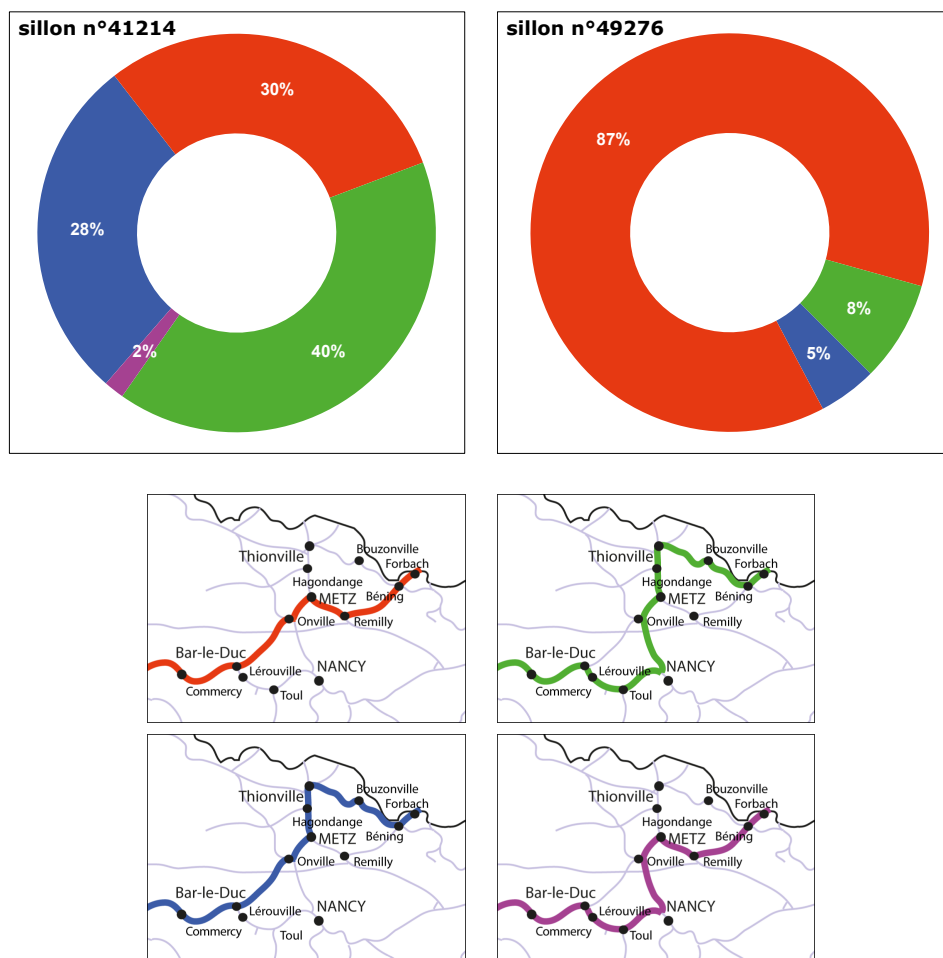 sillon n°41214
30%
28%
2%
40%
sillon n°49276
87%
8%
5%
Thionville
Bouzonville
Forbach
Hagondange
METZ
Béning
Onville
Remilly
Bar-le-Duc
Lérouville
NANCY
Commercy
Toul
Thionville
Bouzonville
Forbach
Hagondange
METZ
Béning
Onville
Remilly
Bar-le-Duc
Lérouville
NANCY
Commercy
Toul
Thionville
Bouzonville
Forbach
Hagondange
METZ
Béning
Onville
Remilly
Bar-le-Duc
Lérouville
NANCY
Commercy
Toul
Thionville
Bouzonville
Forbach
Hagondange
METZ
Béning
Onville
Remilly
Bar-le-Duc
Lérouville
NANCY
Commercy
Toul